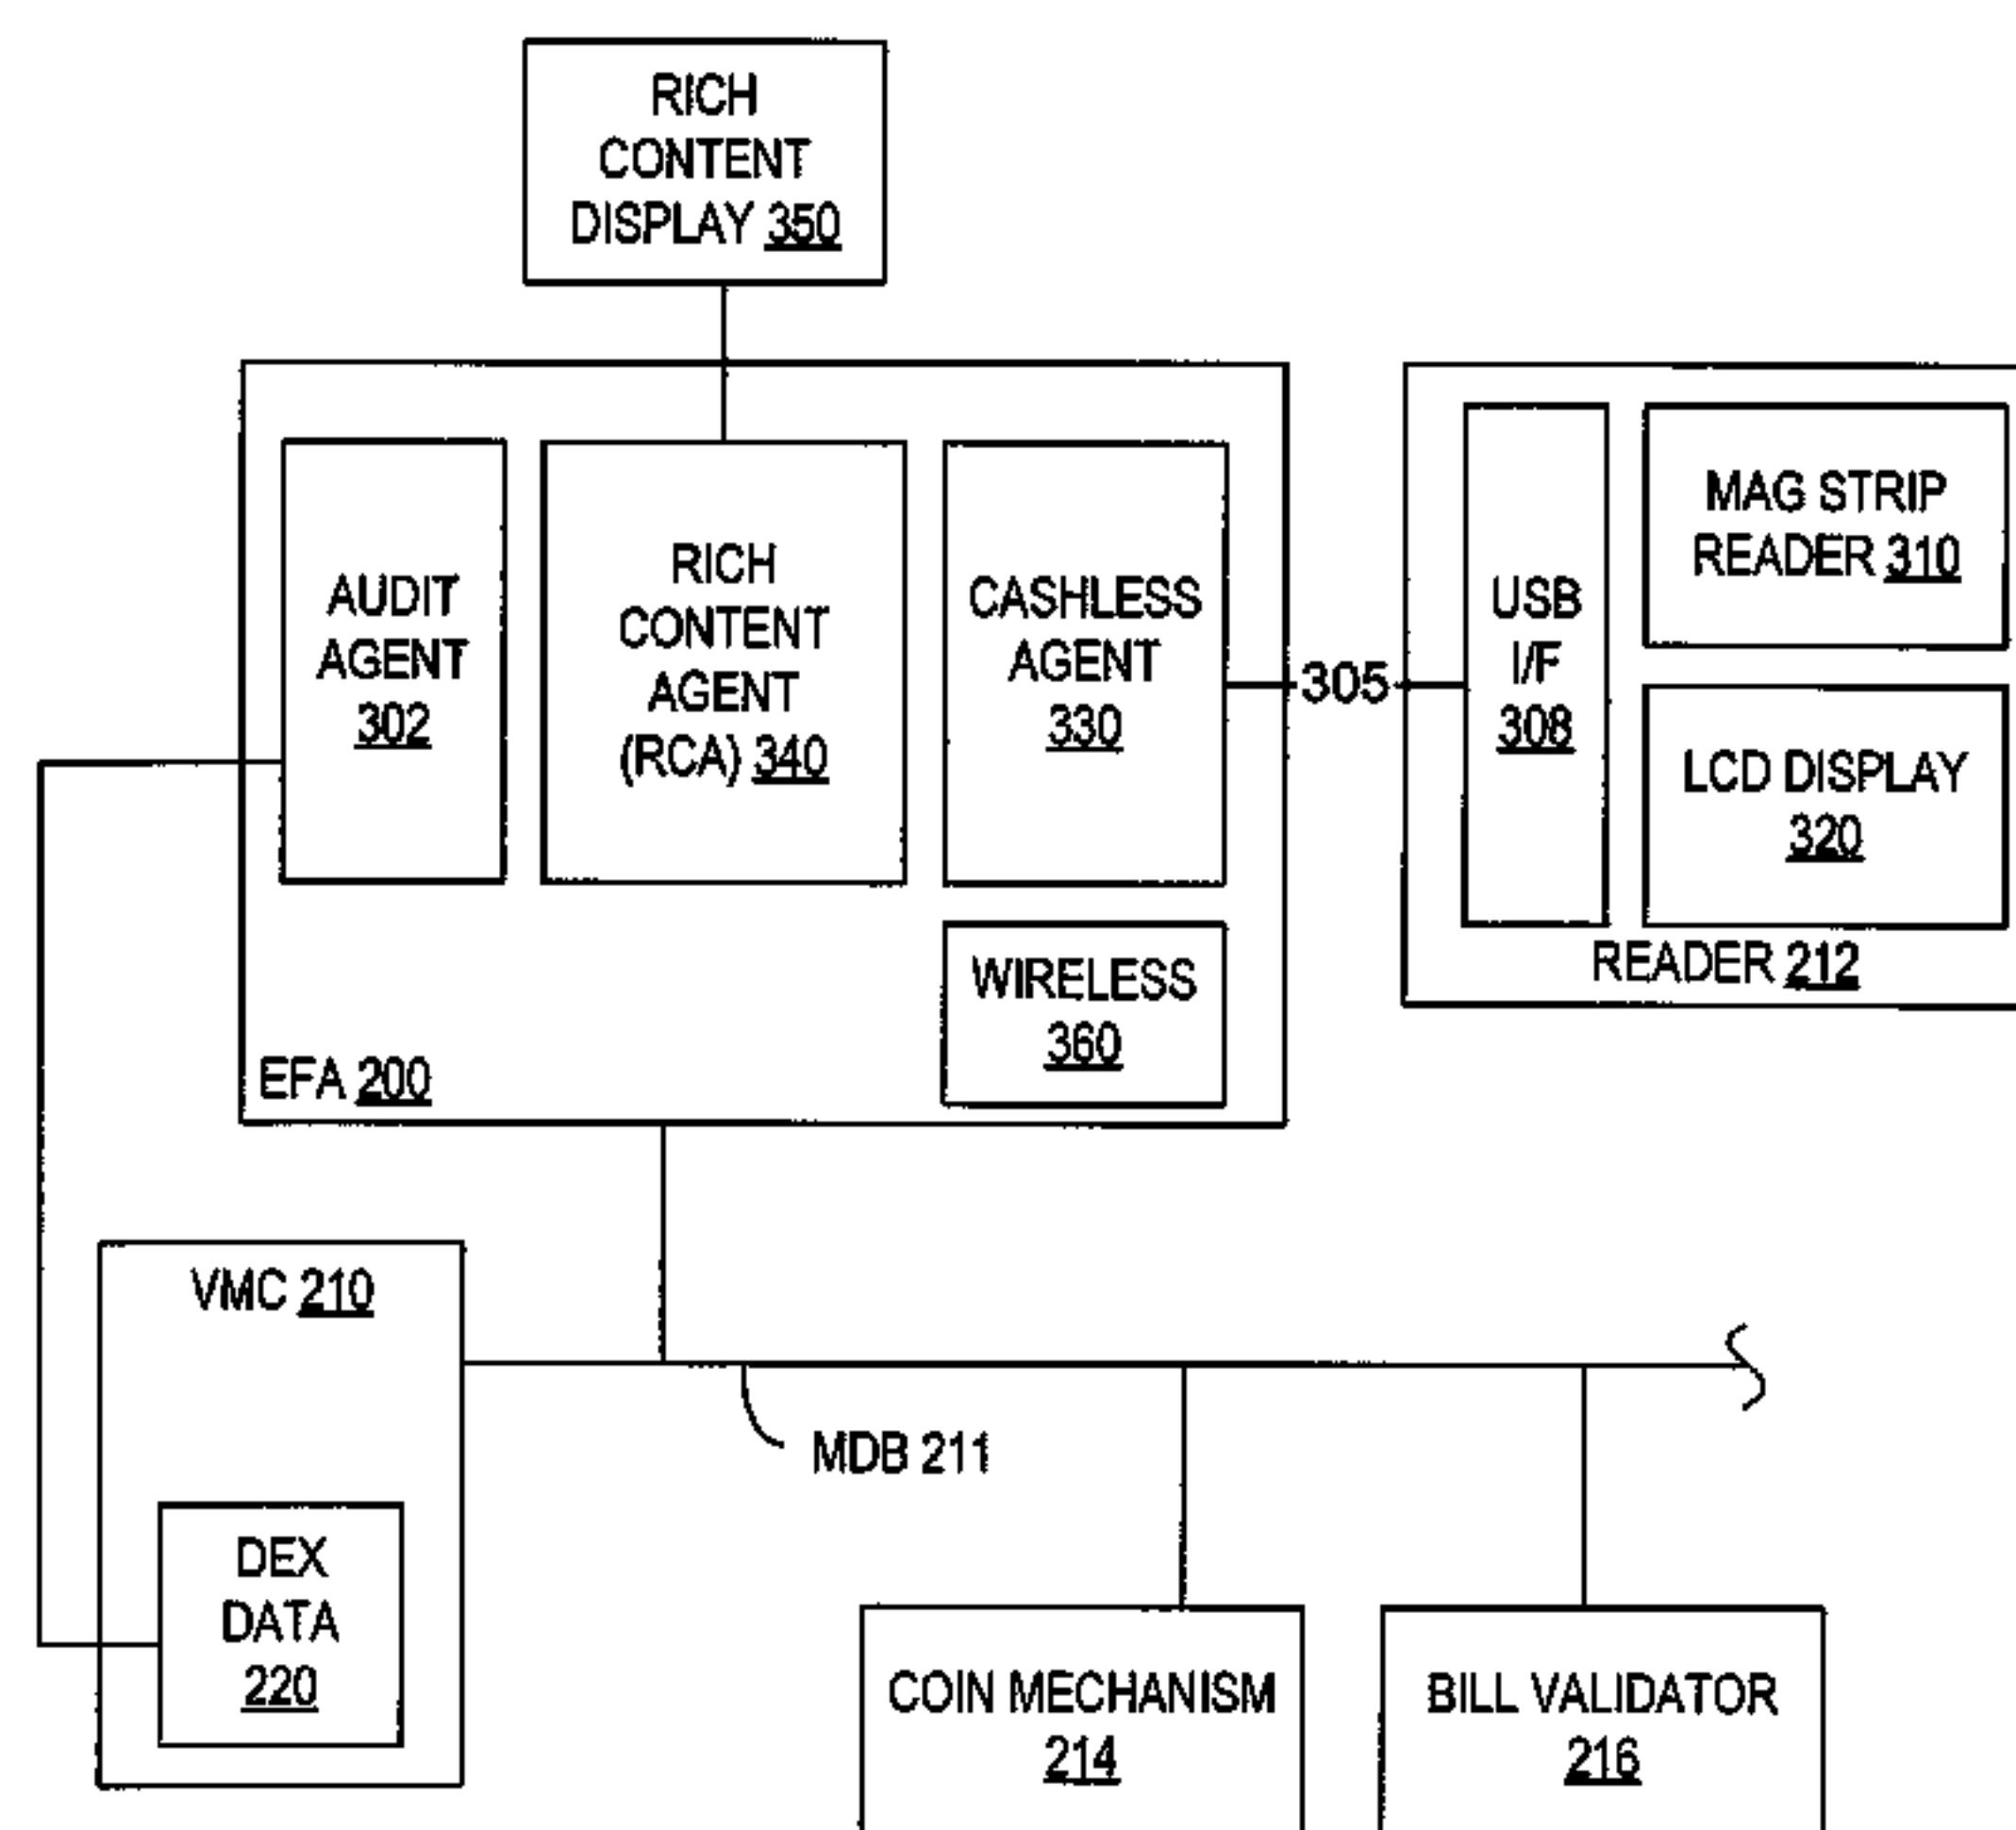 RICH
CONTENT
DISPLAY 350
AUDIT
AGENT
302
RICH
CONTENT
AGENT
(RCA) 340
CASHLESS
AGENT
330
305
USB
I/F
308
MAG STRIP
READER 310
LCD DISPLAY
320
READER 212
WIRELESS
360
EFA 200
VMC 210
MDB 211
DEX
DATA
220
COIN MECHANISM
214
BILL VALIDATOR
216